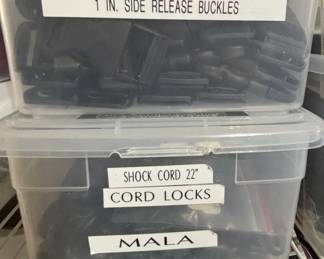 1 IN. SIDE RELEASE BUCKLES
SHOCK CORD 22"
CORD LOCKS
MALA